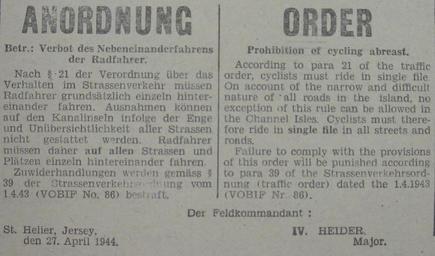 ANORDNUNG
Betr.: Verbot des Nebeneinanderfahrens
der Radfahrer.
Nach § 21 der Verordnung über das
Verhalten im Strassenverkehr müssen
Radfahrer grundsätzlich einzeln hinter-
einander fahren. Ausnahmen können
auf den Kanalinseln infolge der Enge
und Unübersichtlichkeit aller Strassen
nicht gestattet werden. Radfahrer
müssen daher auf allen Strassen und
Plätzen einzeln hintereinander fahren.
Zuwiderhandlungen werden gemäss §
39 der Strassenverkehrsordnung vom
1.4.43 (VOBIF No. 86) bestraft.
ORDER
Prohibition of cycling abreast.
According to para 21 of the traffic
order, cyclists must ride in single file.
On account of the narrow and difficult
nature of all roads in the island, no
exception of this rule can be allowed in
the Channel Isles. Cyclists must there-
fore ride in single file in all streets and
roads.
Failure to comply with the provisions
of this order will be punished according
to para 39 of the Strassenverkehrsord-
nung (traffic order) dated the 1.4.1943
(VOBIF Nr. 86).
Der Feldkommandant :
St. Helier, Jersey,
den 27. April 1944.
IV. HEIDER,
Major.